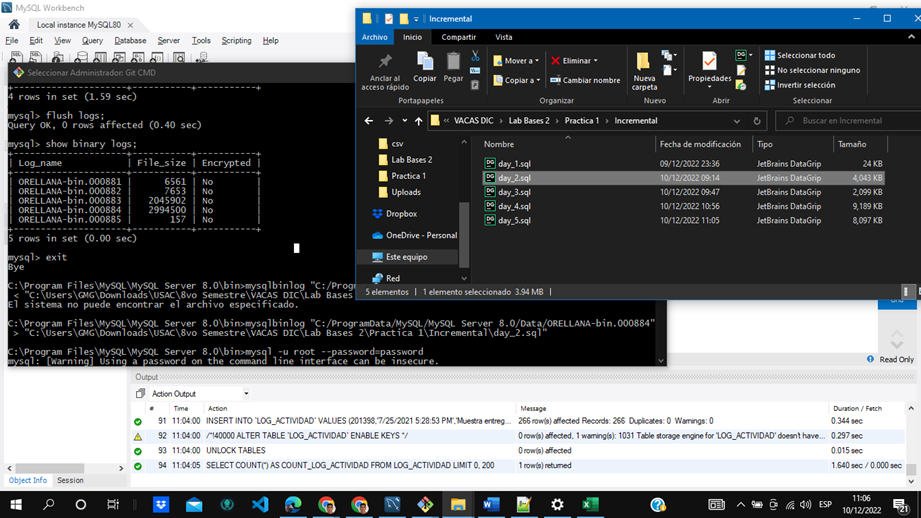 MySQL Workbench
Local instance MySQL80
File Edit View Query Database Server Tools Scripting Help
Seleccionar Administrador: Git CMD
4 rows in set (1.59 sec)
mysql> flush logs;
Query OK, 0 rows affected (0.40 sec)
mysql> show binary logs;
| Log_name | File_size | Encrypted |
| ORELLANA-bin.000881 | 6561 | No |
| ORELLANA-bin.000882 | 7653 | No |
| ORELLANA-bin.000883 | 2045902 | No |
| ORELLANA-bin.000884 | 2994500 | No |
| ORELLANA-bin.000885 | 157 | No |
5 rows in set (0.00 sec)
mysql> exit
Bye
C:\Program Files\MySQL\MySQL Server 8.0\bin>mysqlbinlog "C:/
< "C:\Users\GMG\Downloads\USAC\8vo Semestre\VACAS DIC\Lab Bases
El sistema no puede encontrar el archivo especificado.
C:\Program Files\MySQL\MySQL Server 8.0\bin>mysqlbinlog "C:/ProgramData/MySQL/MySQL Server 8.0/Data/ORELLANA-bin.000884"
> "C:\Users\GMG\Downloads\USAC\8vo Semestre\VACAS DIC\Lab Bases 2\Practica 1\Incremental\day_2.sql"
C:\Program Files\MySQL\MySQL Server 8.0\bin>mysql -u root --password=password
mysql: [Warning] Using a password on the command line interface can be insecure.
Incremental
Archivo Inicio Compartir Vista
Anclar al acceso rápido
Copiar
Pegar
Mover a
Copiar a
Eliminar
Cambiar nombre
Nueva carpeta
Propiedades
Seleccionar todo
No seleccionar ninguno
Invertir selección
Portapapeles Organizar Nuevo Abrir Seleccionar
VACAS DIC > Lab Bases 2 > Practica 1 > Incremental
Buscar en Incremental
csv
Lab Bases 2
Practica 1
Uploads
Dropbox
OneDrive - Personal
Este equipo
Red
Nombre Fecha de modificación Tipo Tamaño
day_1.sql 09/12/2022 23:36 JetBrains DataGrip 24 KB
day_2.sql 10/12/2022 09:14 JetBrains DataGrip 4,043 KB
day_3.sql 10/12/2022 09:47 JetBrains DataGrip 2,099 KB
day_4.sql 10/12/2022 10:56 JetBrains DataGrip 9,189 KB
day_5.sql 10/12/2022 11:05 JetBrains DataGrip 8,097 KB
5 elementos 1 elemento seleccionado 3.94 MB
Read Only
Output
Action Output
# Time Action Message Duration / Fetch
91 11:04:00 INSERT INTO `LOG_ACTIVIDAD` VALUES (201398,'7/25/2021 5:28:53 PM','Muestra entreg... 266 row(s) affected Records: 266 Duplicates: 0 Warnings: 0 0.344 sec
92 11:04:00 /*!40000 ALTER TABLE `LOG_ACTIVIDAD` ENABLE KEYS */ 0 row(s) affected, 1 warning(s): 1031 Table storage engine for 'LOG_ACTIVIDAD' doesn't have... 0.297 sec
93 11:04:00 UNLOCK TABLES 0 row(s) affected 0.015 sec
94 11:04:05 SELECT COUNT(*) AS COUNT_LOG_ACTIVIDAD FROM LOG_ACTIVIDAD LIMIT 0, 200 1 row(s) returned 1.640 sec / 0.000 sec
Object Info Session
ESP
11:06
10/12/2022
21